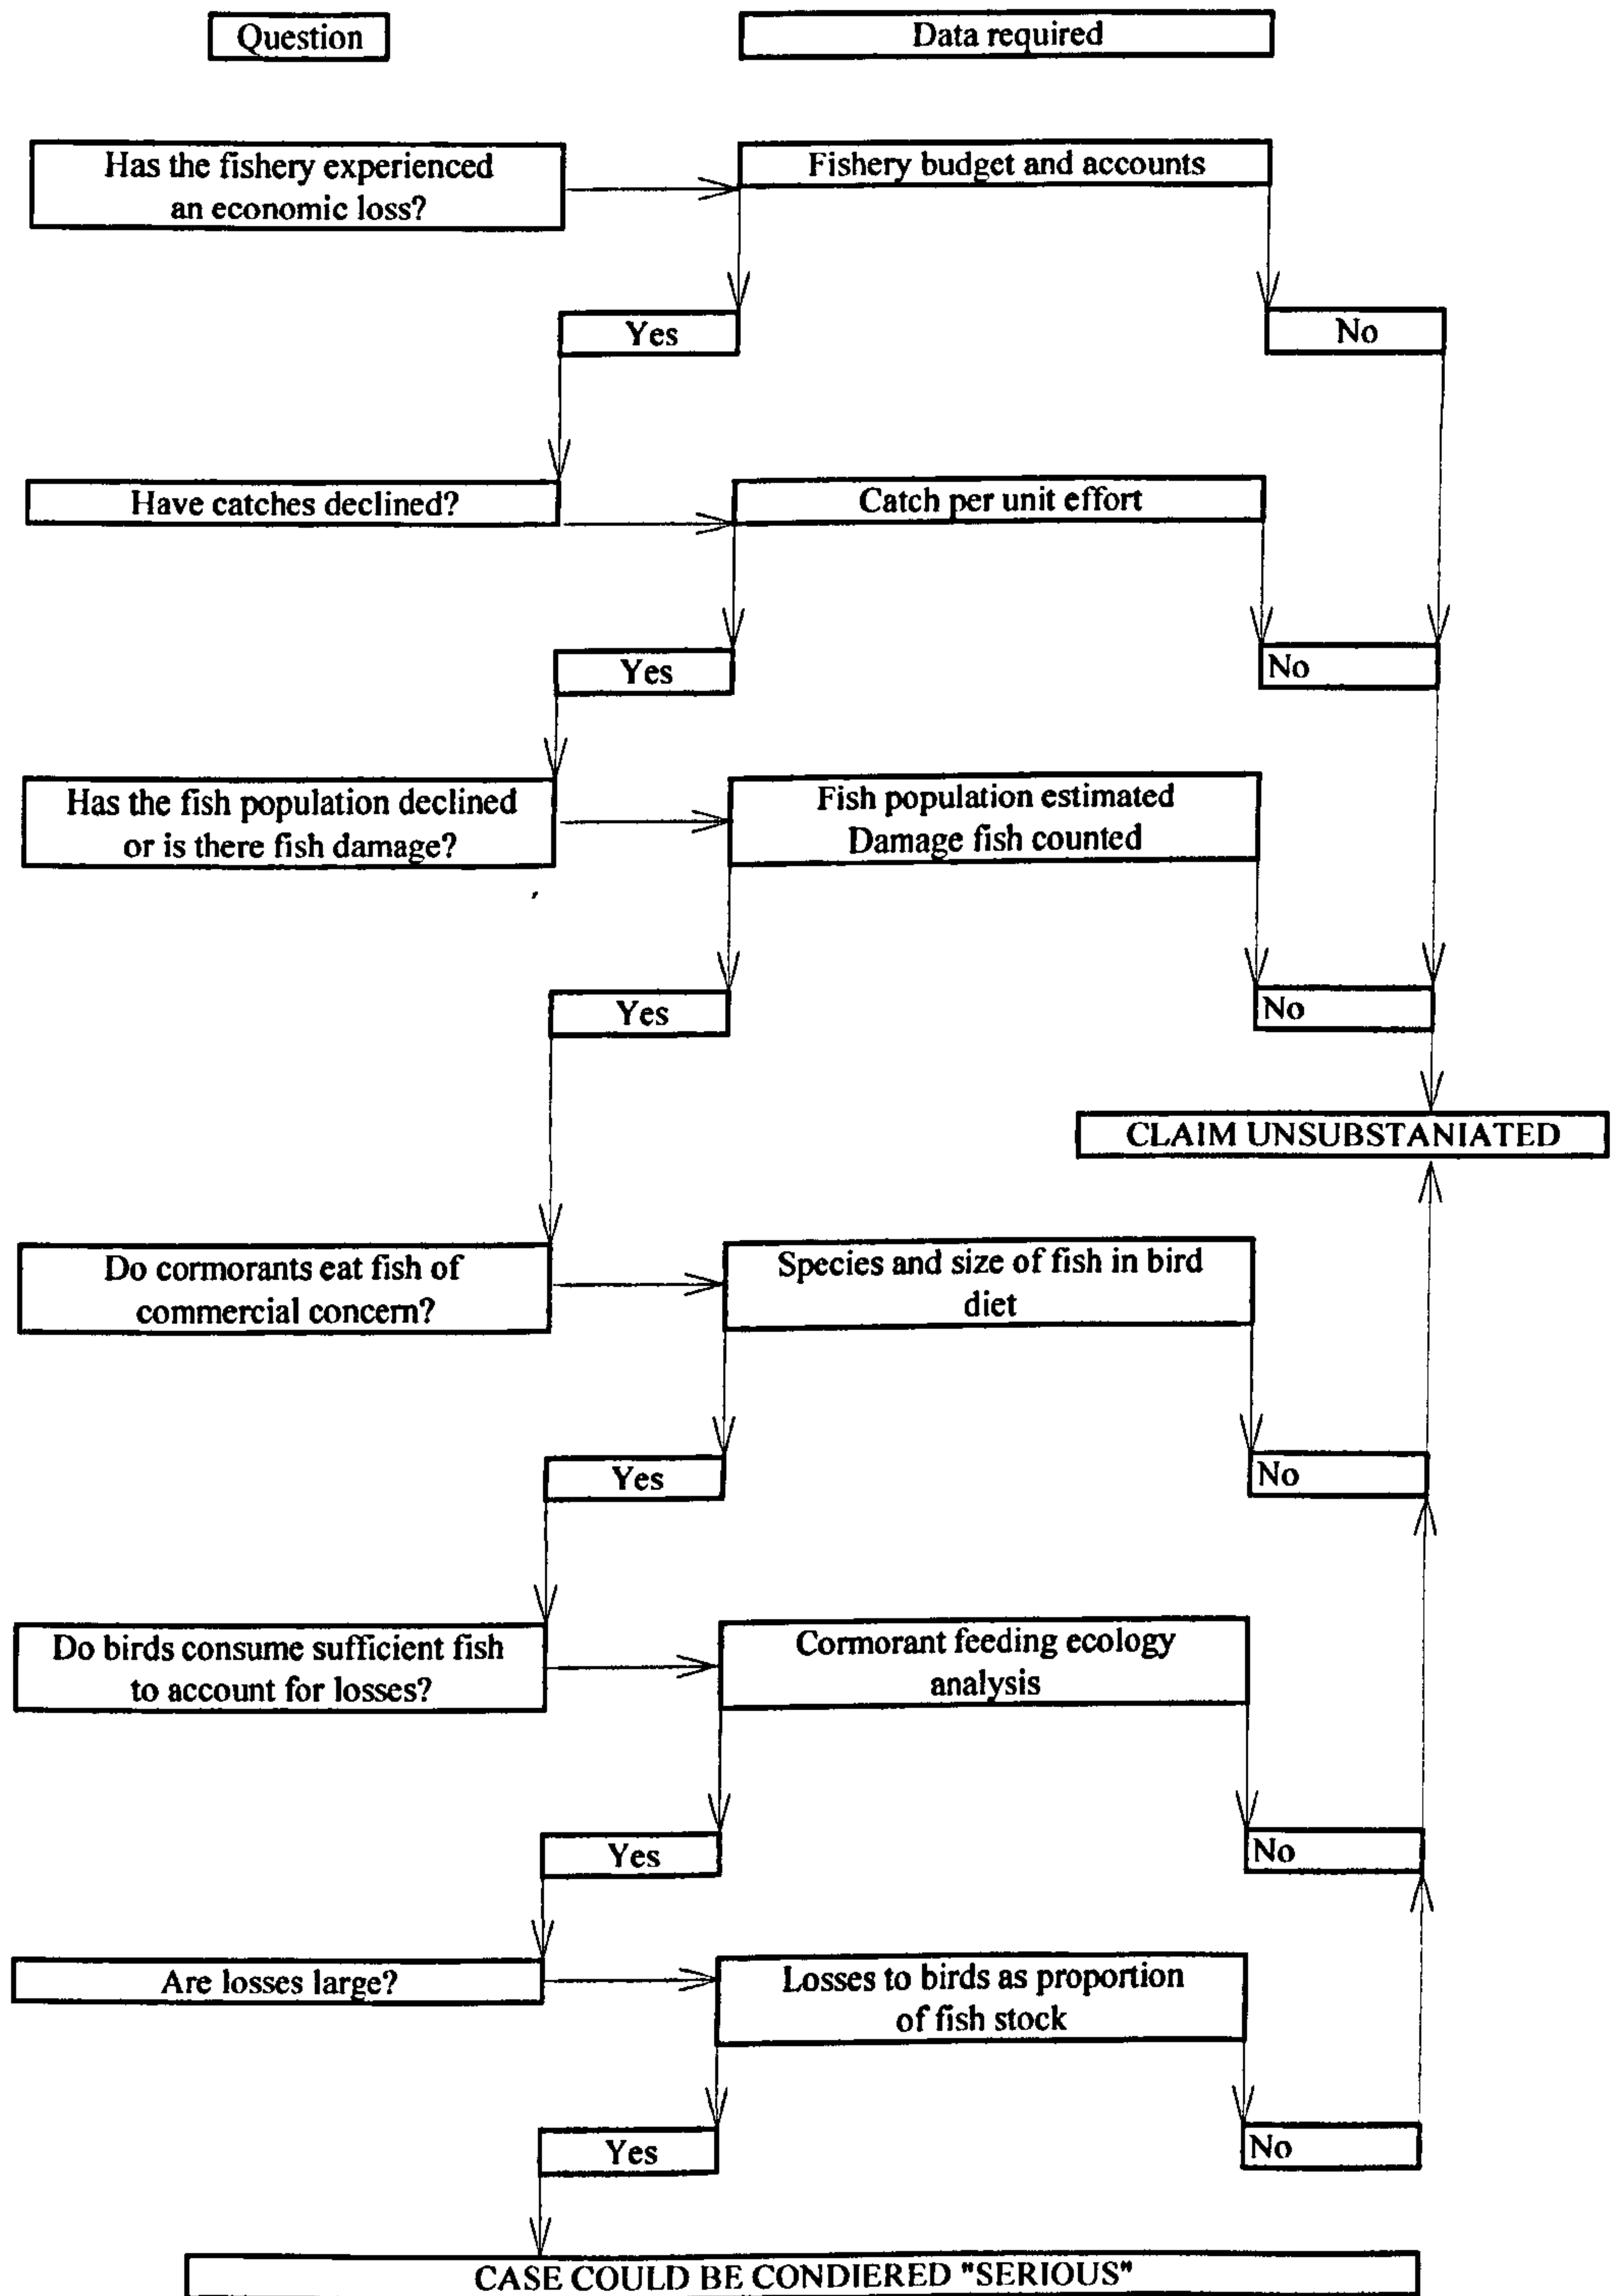 Question
Data required
Has the fishery experienced
an economic loss?
Fishery budget and accounts
Yes
No
Have catches declined?
Catch per unit effort
Yes
No
Has the fish population declined
or is there fish damage?
Fish population estimated
Damage fish counted
Yes
No
CLAIM UNSUBSTANIATED
Do cormorants eat fish of
commercial concern?
Species and size of fish in bird
diet
Yes
No
Do birds consume sufficient fish
to account for losses?
Cormorant feeding ecology
analysis
Yes
No
Are losses large?
Losses to birds as proportion
of fish stock
Yes
No
CASE COULD BE CONDIERED "SERIOUS"